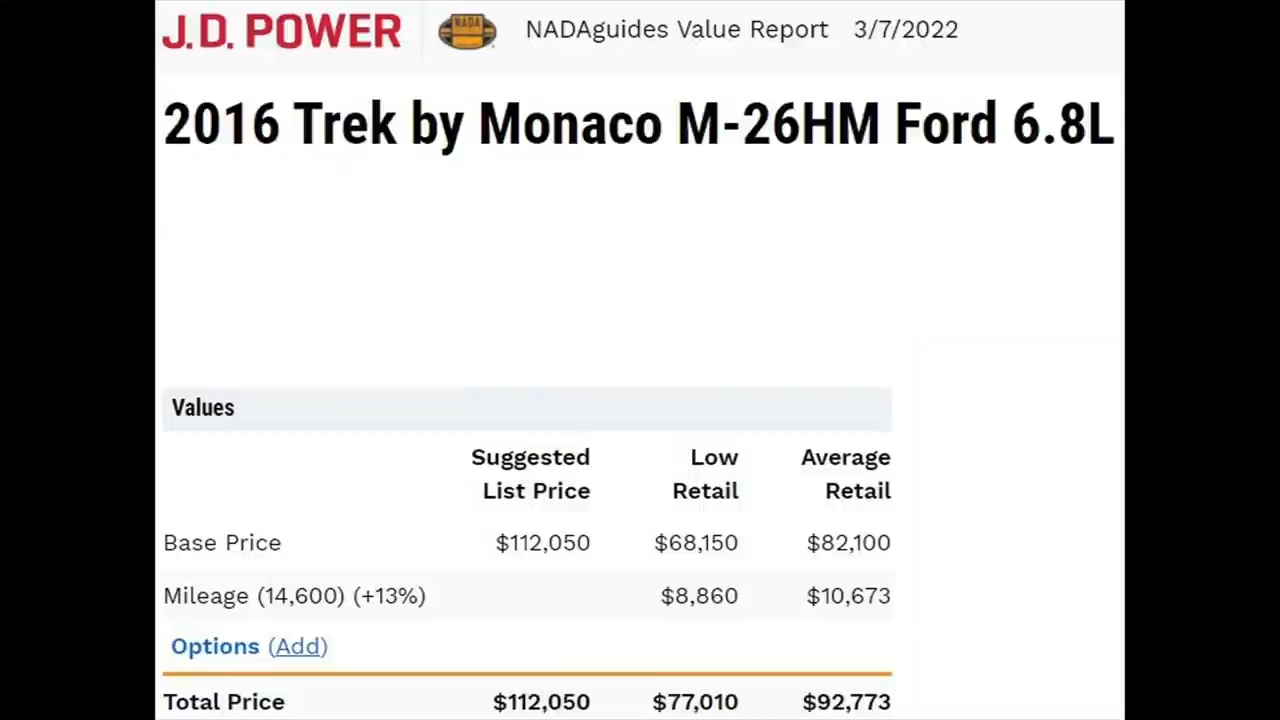 J.D. POWER NADA NADAguides Value Report 3/7/2022
2016 Trek by Monaco M-26HM Ford 6.8L
Values
Suggested List Price Low Retail Average Retail
Base Price $112,050 $68,150 $82,100
Mileage (14,600) (+13%) $8,860 $10,673
Options (Add)
Total Price $112,050 $77,010 $92,773